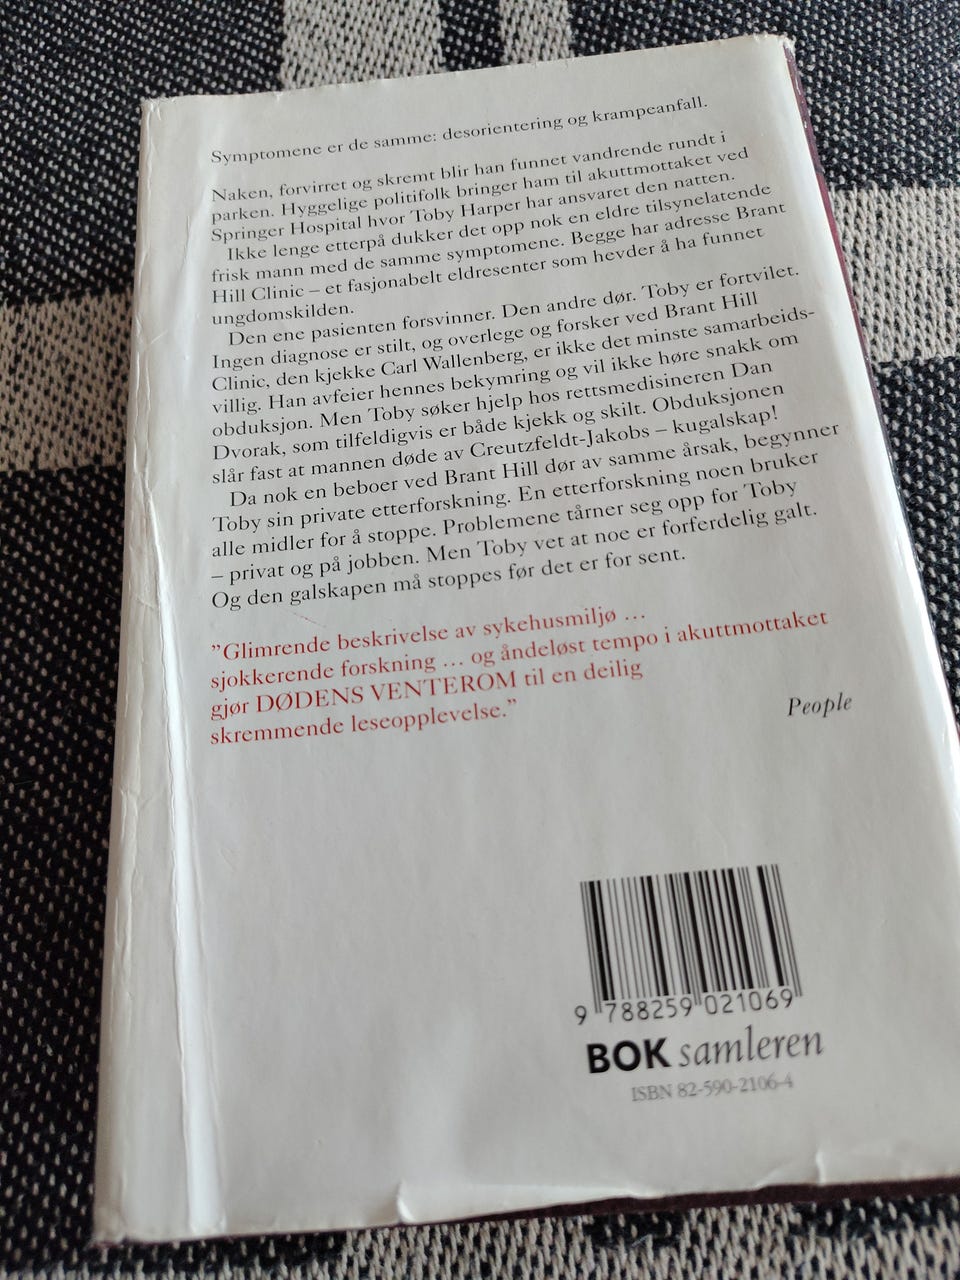 Symptomene er de samme: desorientering og krampeanfall.
Naken, forvirret og skremt blir han funnet vandrende rundt i
parken. Hyggelige politifolk bringer ham til akuttmottaket ved
Springer Hospital hvor Toby Harper har ansvaret den natten.
Ikke lenge etterpå dukker det opp nok en eldre tilsynelatende
frisk mann med de samme symptomene. Begge har adresse Brant
Hill Clinic – et fasjonabelt eldresenter som hevder å ha funnet
ungdomskilden.
Den ene pasienten forsvinner. Den andre dør. Toby er fortvilet.
Ingen diagnose er stilt, og overlege og forsker ved Brant Hill
Clinic, den kjekke Carl Wallenberg, er ikke det minste samarbeids-
villig. Han avfeier hennes bekymring og vil ikke høre snakk om
obduksjon. Men Toby søker hjelp hos rettsmedisineren Dan
Dvorak, som tilfeldigvis er både kjekk og skilt. Obduksjonen
slår fast at mannen døde av Creutzfeldt-Jakobs – kugalskap!
Da nok en beboer ved Brant Hill dør av samme årsak, begynner
Toby sin private etterforskning. En etterforskning noen bruker
alle midler for å stoppe. Problemene tårner seg opp for Toby
– privat og på jobben. Men Toby vet at noe er forferdelig galt.
Og den galskapen må stoppes før det er for sent.
"Glimrende beskrivelse av sykehusmiljø ...
sjokkerende forskning ... og åndeløst tempo i akuttmottaket
gjør DØDENS VENTEROM til en deilig
skremmende leseopplevelse."
People
9 788259 021069
BOK samleren
ISBN 82-590-2106-4